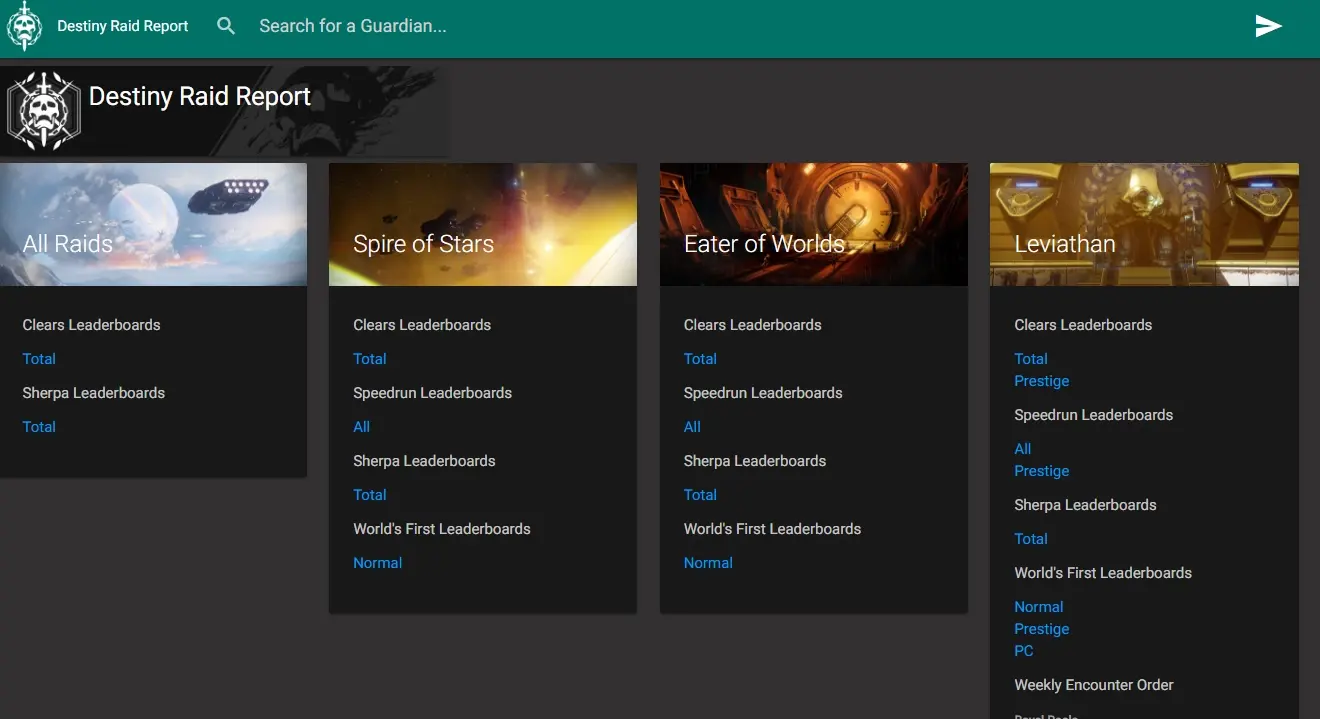 Destiny Raid Report
Search for a Guardian...
Destiny Raid Report
All Raids
Clears Leaderboards
Total
Sherpa Leaderboards
Total
Spire of Stars
Clears Leaderboards
Total
Speedrun Leaderboards
All
Sherpa Leaderboards
Total
World's First Leaderboards
Normal
Eater of Worlds
Clears Leaderboards
Total
Speedrun Leaderboards
All
Sherpa Leaderboards
Total
World's First Leaderboards
Normal
Leviathan
Clears Leaderboards
Total
Prestige
Speedrun Leaderboards
All
Prestige
Sherpa Leaderboards
Total
World's First Leaderboards
Normal
Prestige
PC
Weekly Encounter Order